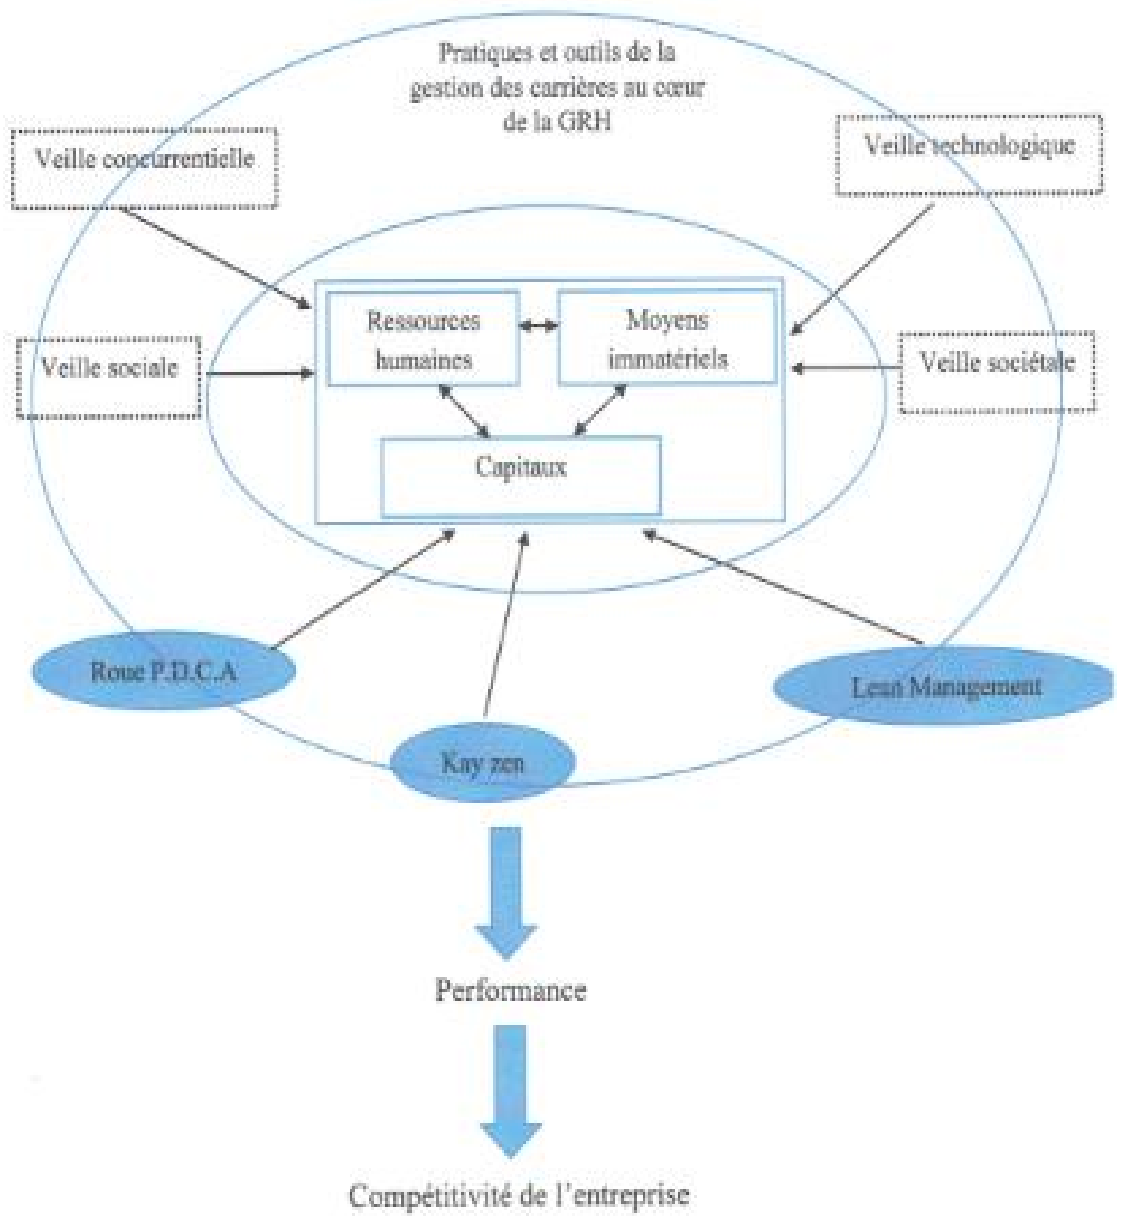 Pratiques et outils de la
gestion des carrières au cœur
de la GRH
Veille concurrentielle
Veille technologique
Ressources
humaines
Moyens
immatériels
Veille sociale
Veille sociétale
Capitaux
Roue P.D.C.A
Lean Management
Kay zen
Performance
Compétitivité de l'entreprise